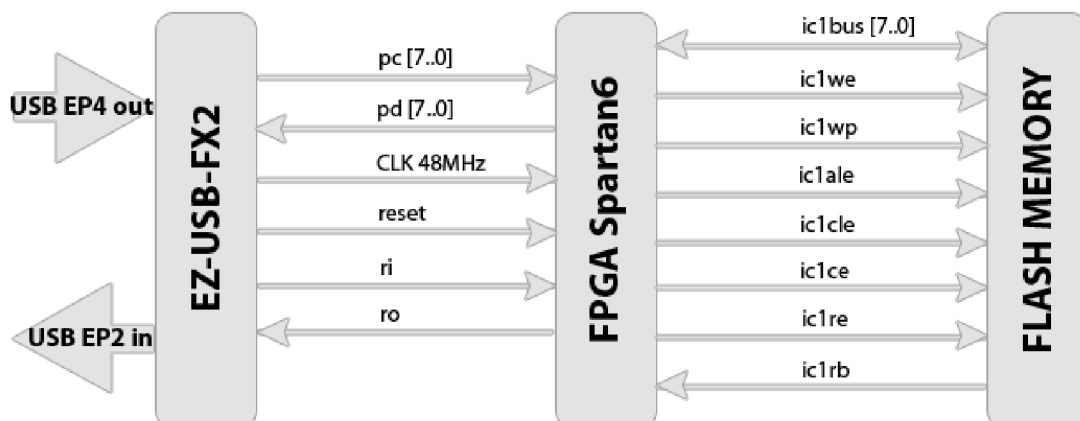 USB EP4 out
USB EP2 in
EZ-USB-FX2
pc [7..0]
pd [7..0]
CLK 48MHz
reset
ri
ro
FPGA Spartan6
ic1bus [7..0]
ic1we
ic1wp
ic1ale
ic1cle
ic1ce
ic1re
ic1rb
FLASH MEMORY